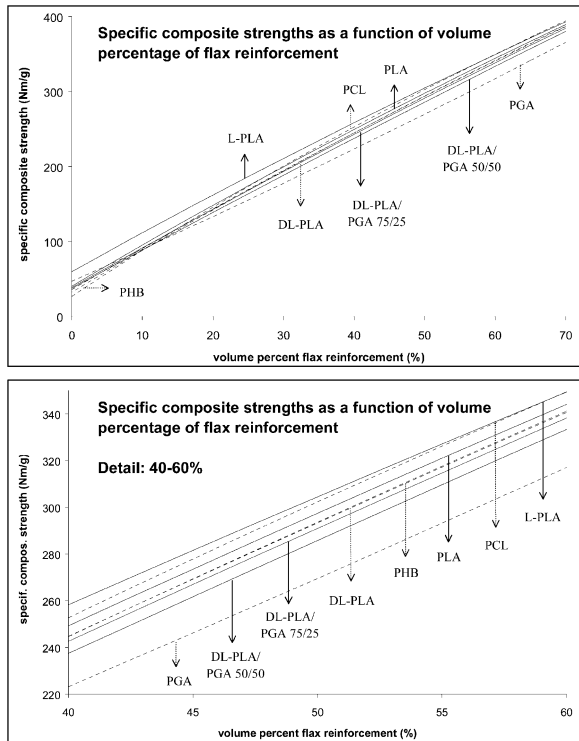 Specific composite strengths as a function of volume
percentage of flax reinforcement
specific composite strength (Nm/g)
400
300
200
100
0
PLA
PCL
L-PLA
PGA
DL-PLA/
PGA 50/50
DL-PLA
DL-PLA/
PGA 75/25
PHB
0 10 20 30 40 50 60 70
volume percent flax reinforcement (%)
Specific composite strengths as a function of volume
percentage of flax reinforcement
Detail: 40-60%
specif. compos. strength (Nm/g)
340
320
300
280
260
240
220
L-PLA
PCL
PLA
PHB
DL-PLA
DL-PLA/
PGA 75/25
DL-PLA/
PGA 50/50
PGA
40 45 50 55 60
volume percent flax reinforcement (%)